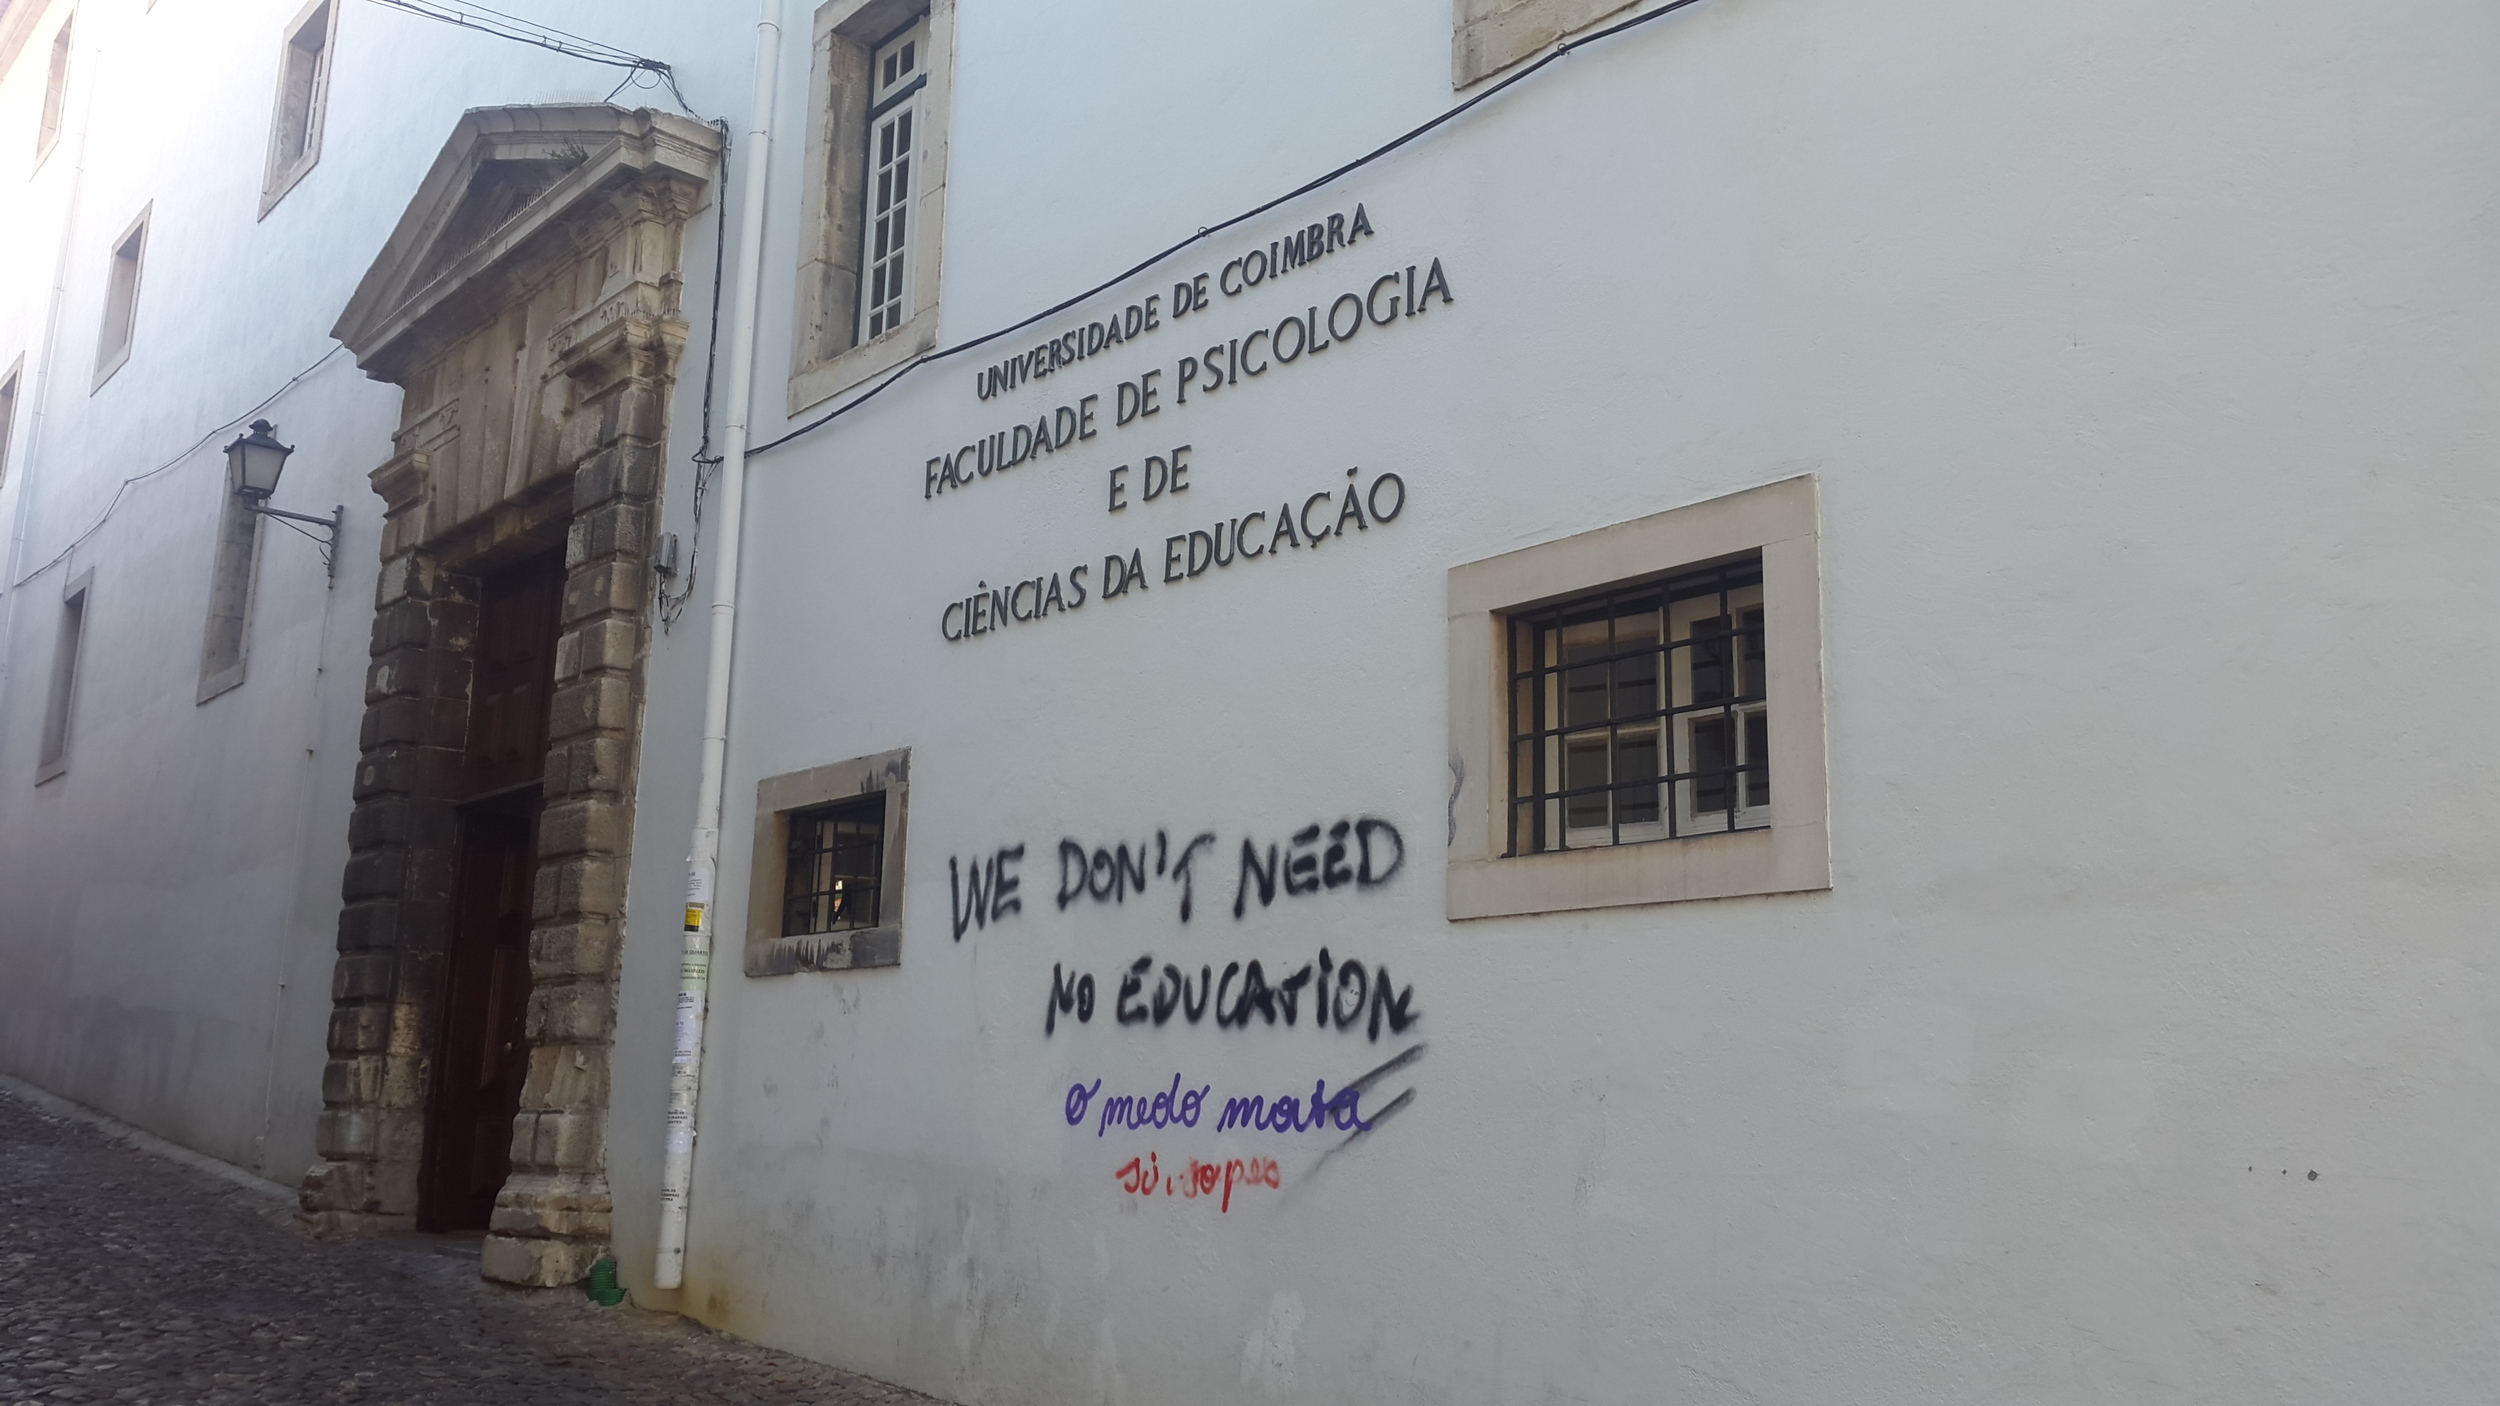 UNIVERSIDADE DE COIMBRA
FACULDADE DE PSICOLOGIA
E DE
CIÊNCIAS DA EDUCAÇÃO
WE DON'T NEED
NO EDUCATION
O medo mata